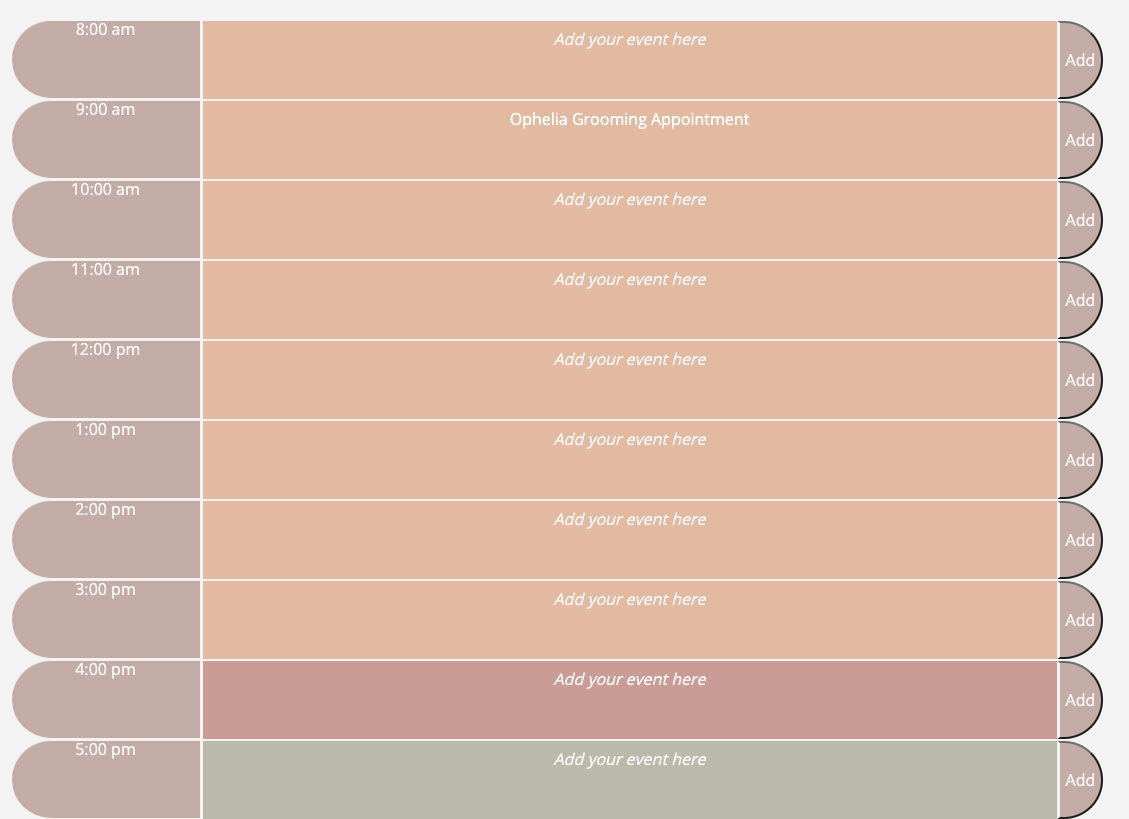 8:00 am Add your event here Add
9:00 am Ophelia Grooming Appointment Add
10:00 am Add your event here Add
11:00 am Add your event here Add
12:00 pm Add your event here Add
1:00 pm Add your event here Add
2:00 pm Add your event here Add
3:00 pm Add your event here Add
4:00 pm Add your event here Add
5:00 pm Add your event here Add